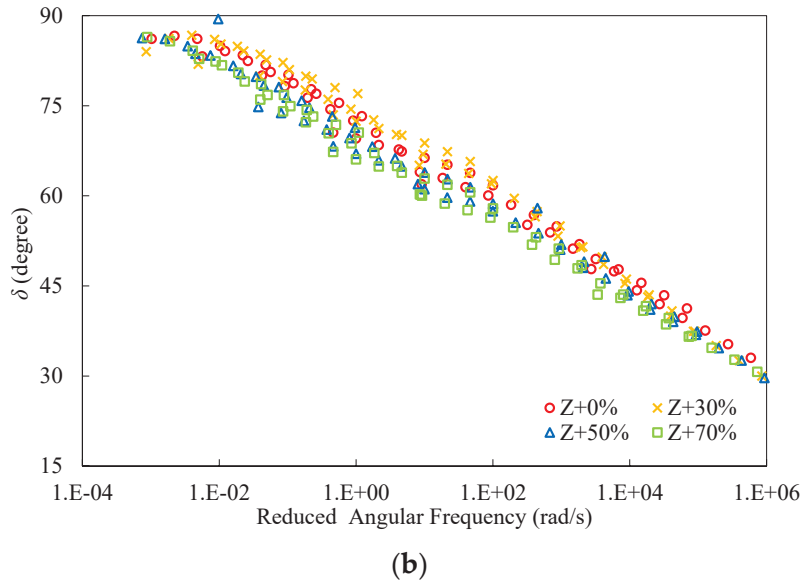 90
75
60
45
30
15
δ (degree)
Z+0%
Z+30%
Z+50%
Z+70%
1.E-04
1.E-02
1.E+00
1.E+02
1.E+04
1.E+06
Reduced Angular Frequency (rad/s)
(b)